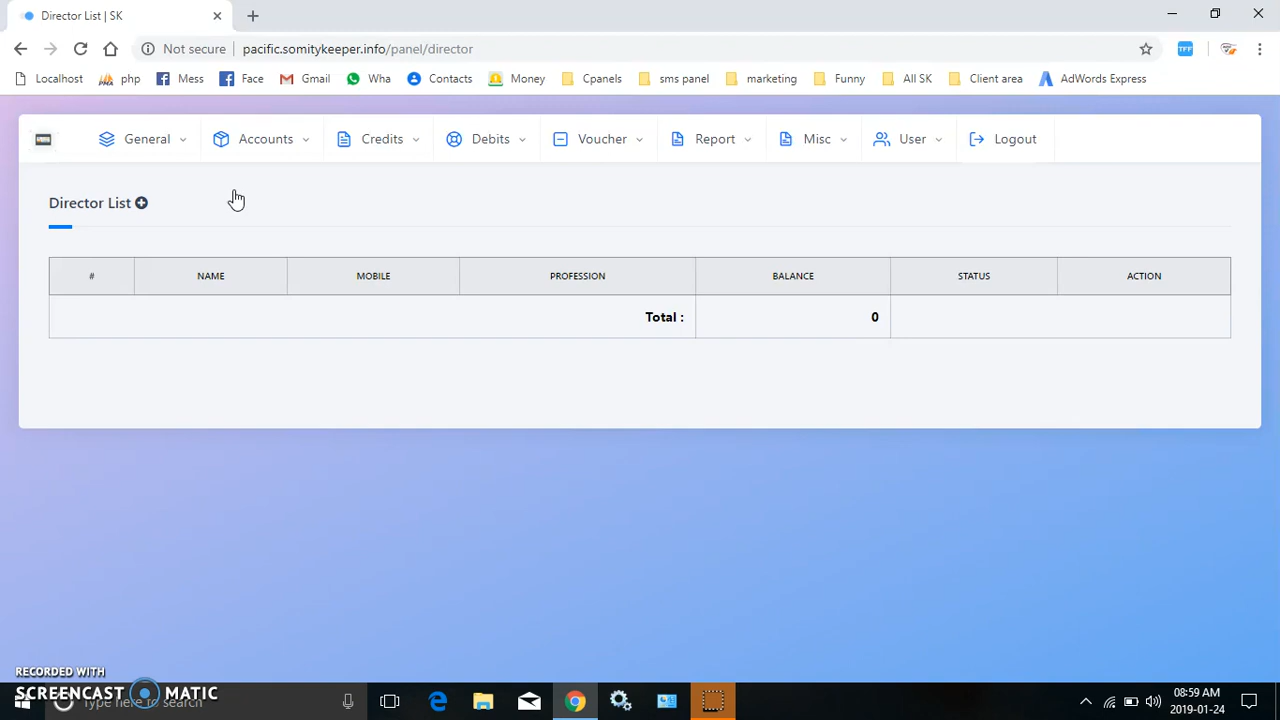 Director List | SK
Not secure pacific.somitykeeper.info/panel/director TFF
Localhost php Mess Face Gmail Wha Contacts Money Cpanels sms panel marketing Funny All SK Client area AdWords Express
General Accounts Credits Debits Voucher Report Misc User Logout
Director List
# NAME MOBILE PROFESSION BALANCE STATUS ACTION
Total : 0
RECORDED WITH
SCREENCAST MATIC
Type here to search
08:59 AM
2019-01-24